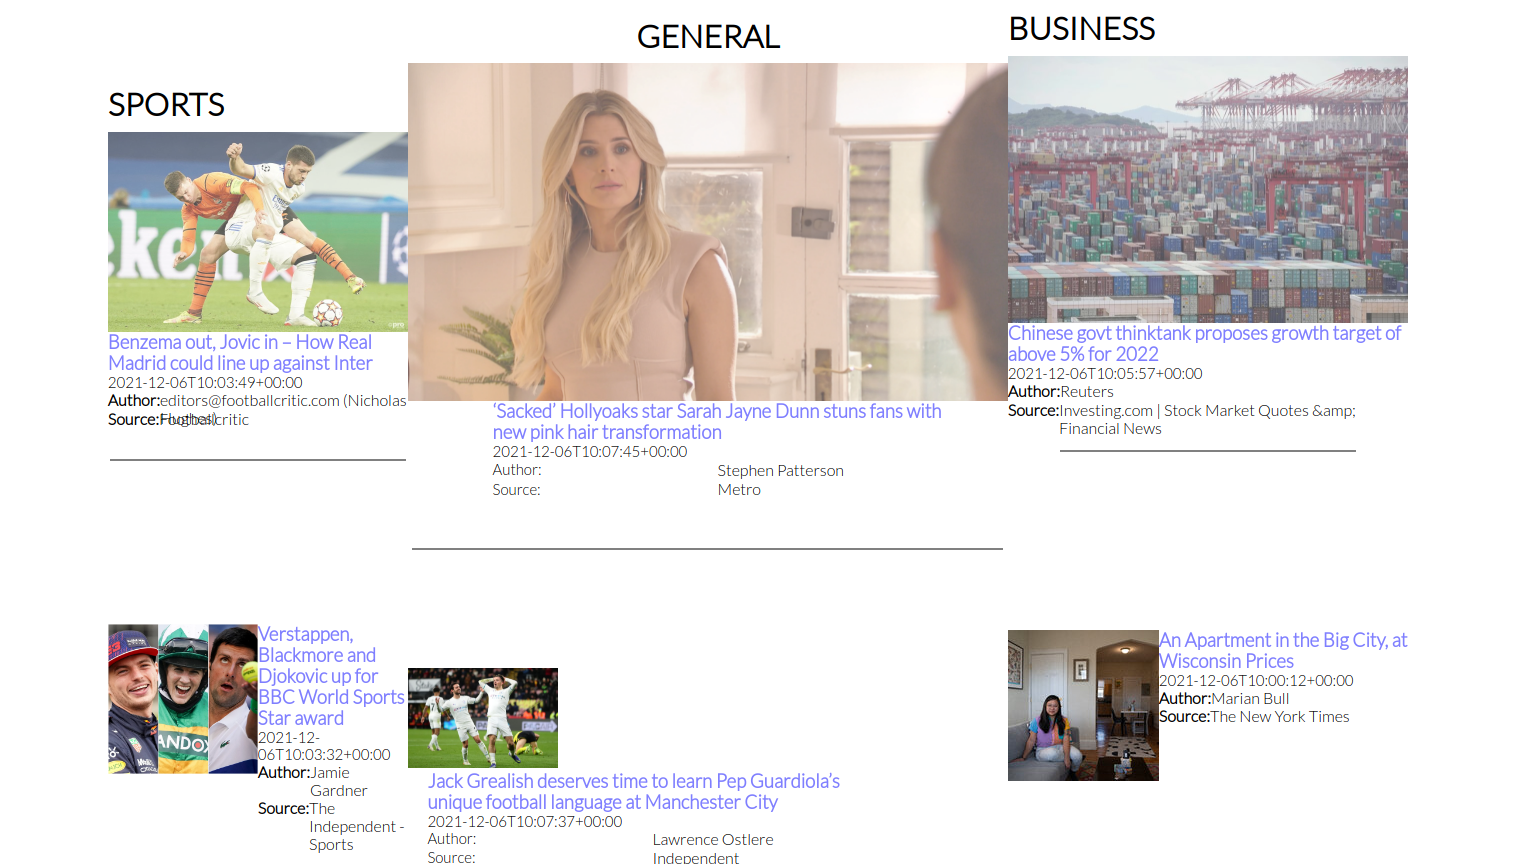 SPORTS
Benzema out, Jovic in – How Real
Madrid could line up against Inter
2021-12-06T10:03:49+00:00
Author:editors@footballcritic.com (Nicholas
Hughes)
Source:Footballcritic
Verstappen,
Blackmore and
Djokovic up for
BBC World Sports
Star award
2021-12-
06T10:03:32+00:00
Author:Jamie
Gardner
Source:The
Independent -
Sports
GENERAL
‘Sacked’ Hollyoaks star Sarah Jayne Dunn stuns fans with
new pink hair transformation
2021-12-06T10:07:45+00:00
Author: Stephen Patterson
Source: Metro
Jack Grealish deserves time to learn Pep Guardiola’s
unique football language at Manchester City
2021-12-06T10:07:37+00:00
Author: Lawrence Ostlere
Source: Independent
BUSINESS
Chinese govt thinktank proposes growth target of
above 5% for 2022
2021-12-06T10:05:57+00:00
Author:Reuters
Source:Investing.com | Stock Market Quotes &amp;
Financial News
An Apartment in the Big City, at
Wisconsin Prices
2021-12-06T10:00:12+00:00
Author:Marian Bull
Source:The New York Times